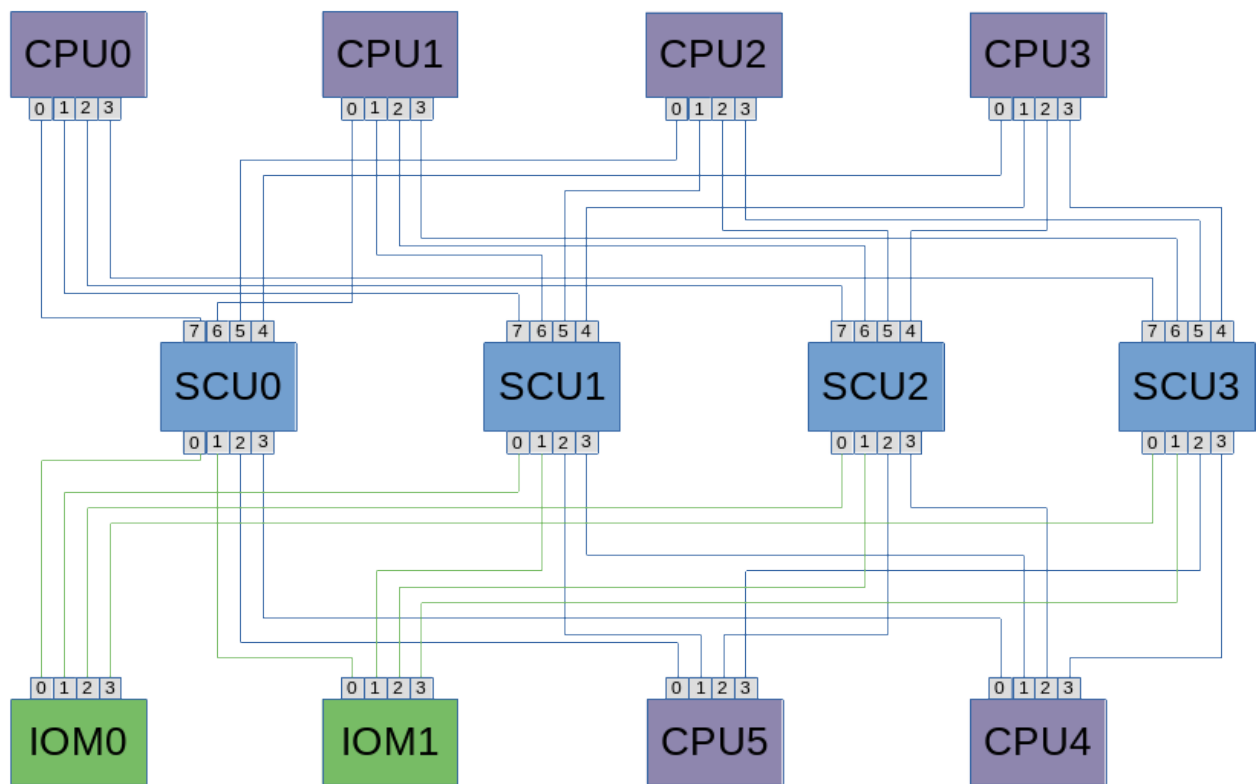 CPU0 CPU1 CPU2 CPU3
0 1 2 3 0 1 2 3 0 1 2 3 0 1 2 3
7 6 5 4 7 6 5 4 7 6 5 4 7 6 5 4
SCU0 SCU1 SCU2 SCU3
0 1 2 3 0 1 2 3 0 1 2 3 0 1 2 3
0 1 2 3 0 1 2 3 0 1 2 3 0 1 2 3
IOM0 IOM1 CPU5 CPU4